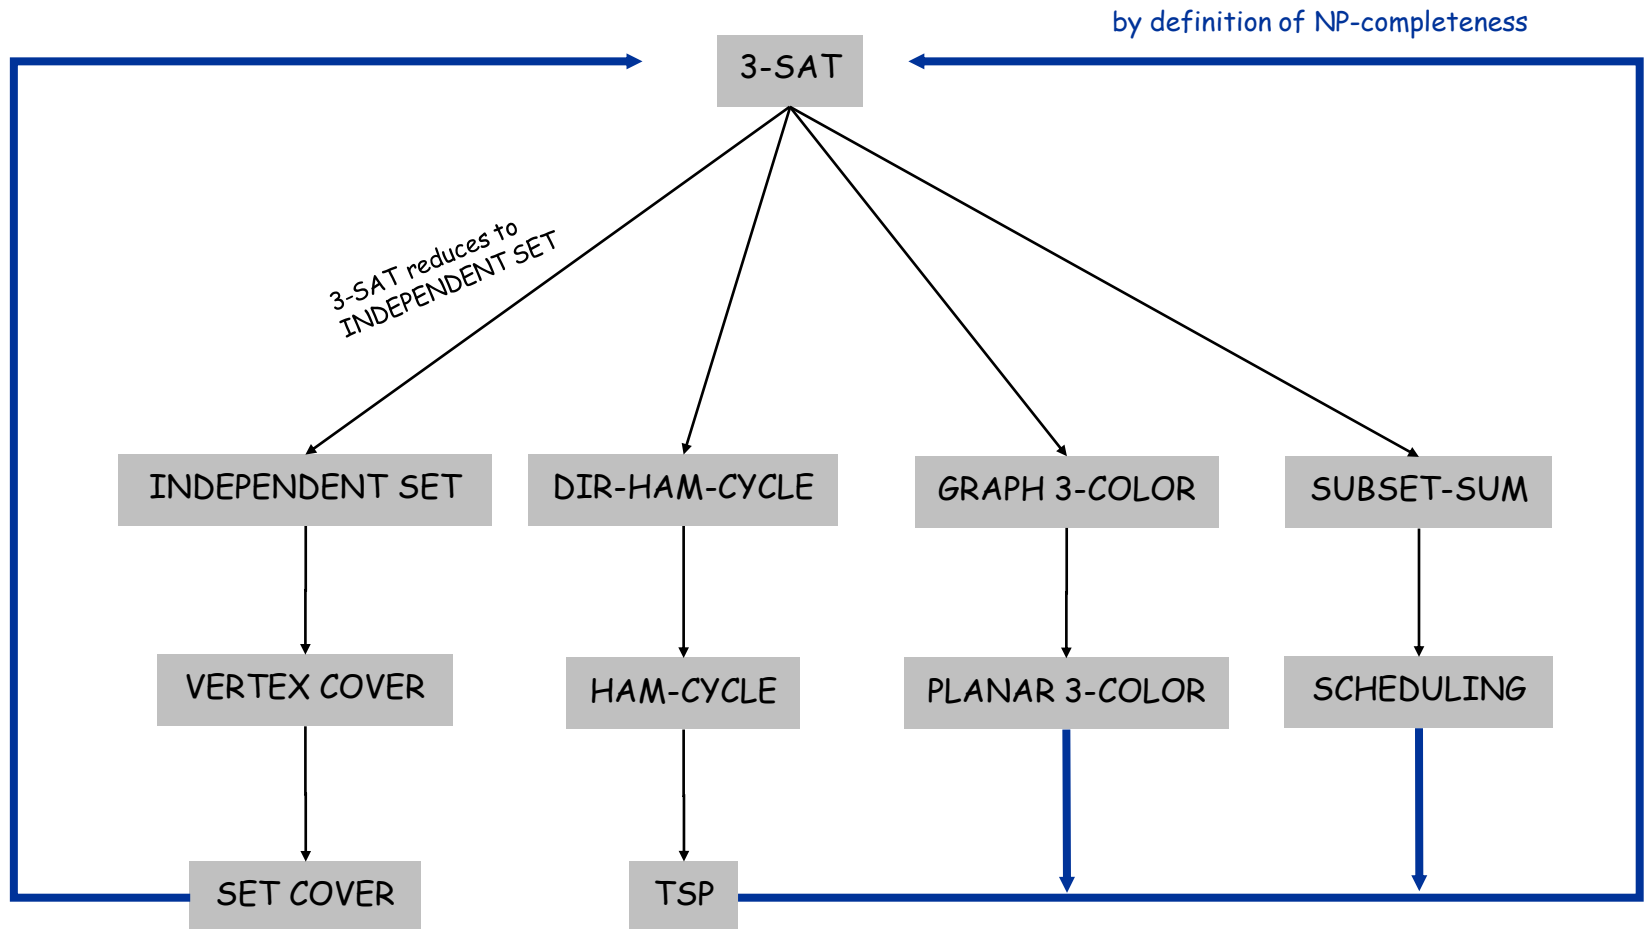 by definition of NP-completeness
3-SAT
3-SAT reduces to
INDEPENDENT SET
INDEPENDENT SET
DIR-HAM-CYCLE
GRAPH 3-COLOR
SUBSET-SUM
VERTEX COVER
HAM-CYCLE
PLANAR 3-COLOR
SCHEDULING
SET COVER
TSP